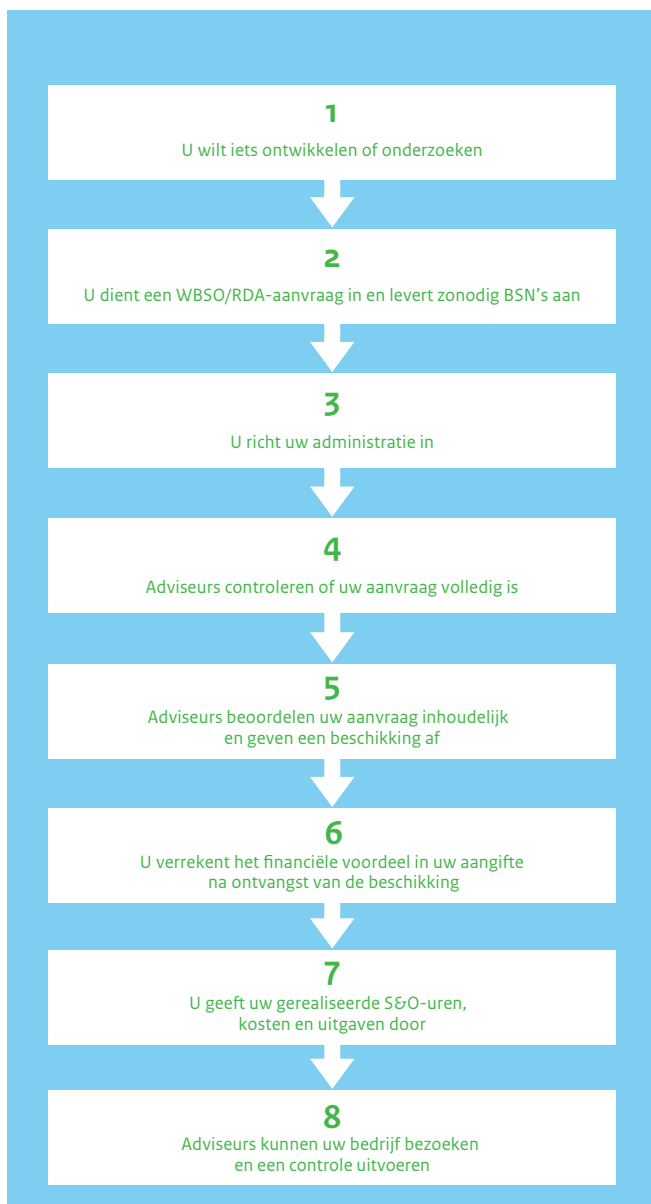 1
U wilt iets ontwikkelen of onderzoeken
2
U dient een WBSO/RDA-aanvraag in en levert zonodig BSN’s aan
3
U richt uw administratie in
4
Adviseurs controleren of uw aanvraag volledig is
5
Adviseurs beoordelen uw aanvraag inhoudelijk
en geven een beschikking af
6
U verrekent het financiële voordeel in uw aangifte
na ontvangst van de beschikking
7
U geeft uw gerealiseerde S&O-uren,
kosten en uitgaven door
8
Adviseurs kunnen uw bedrijf bezoeken
en een controle uitvoeren